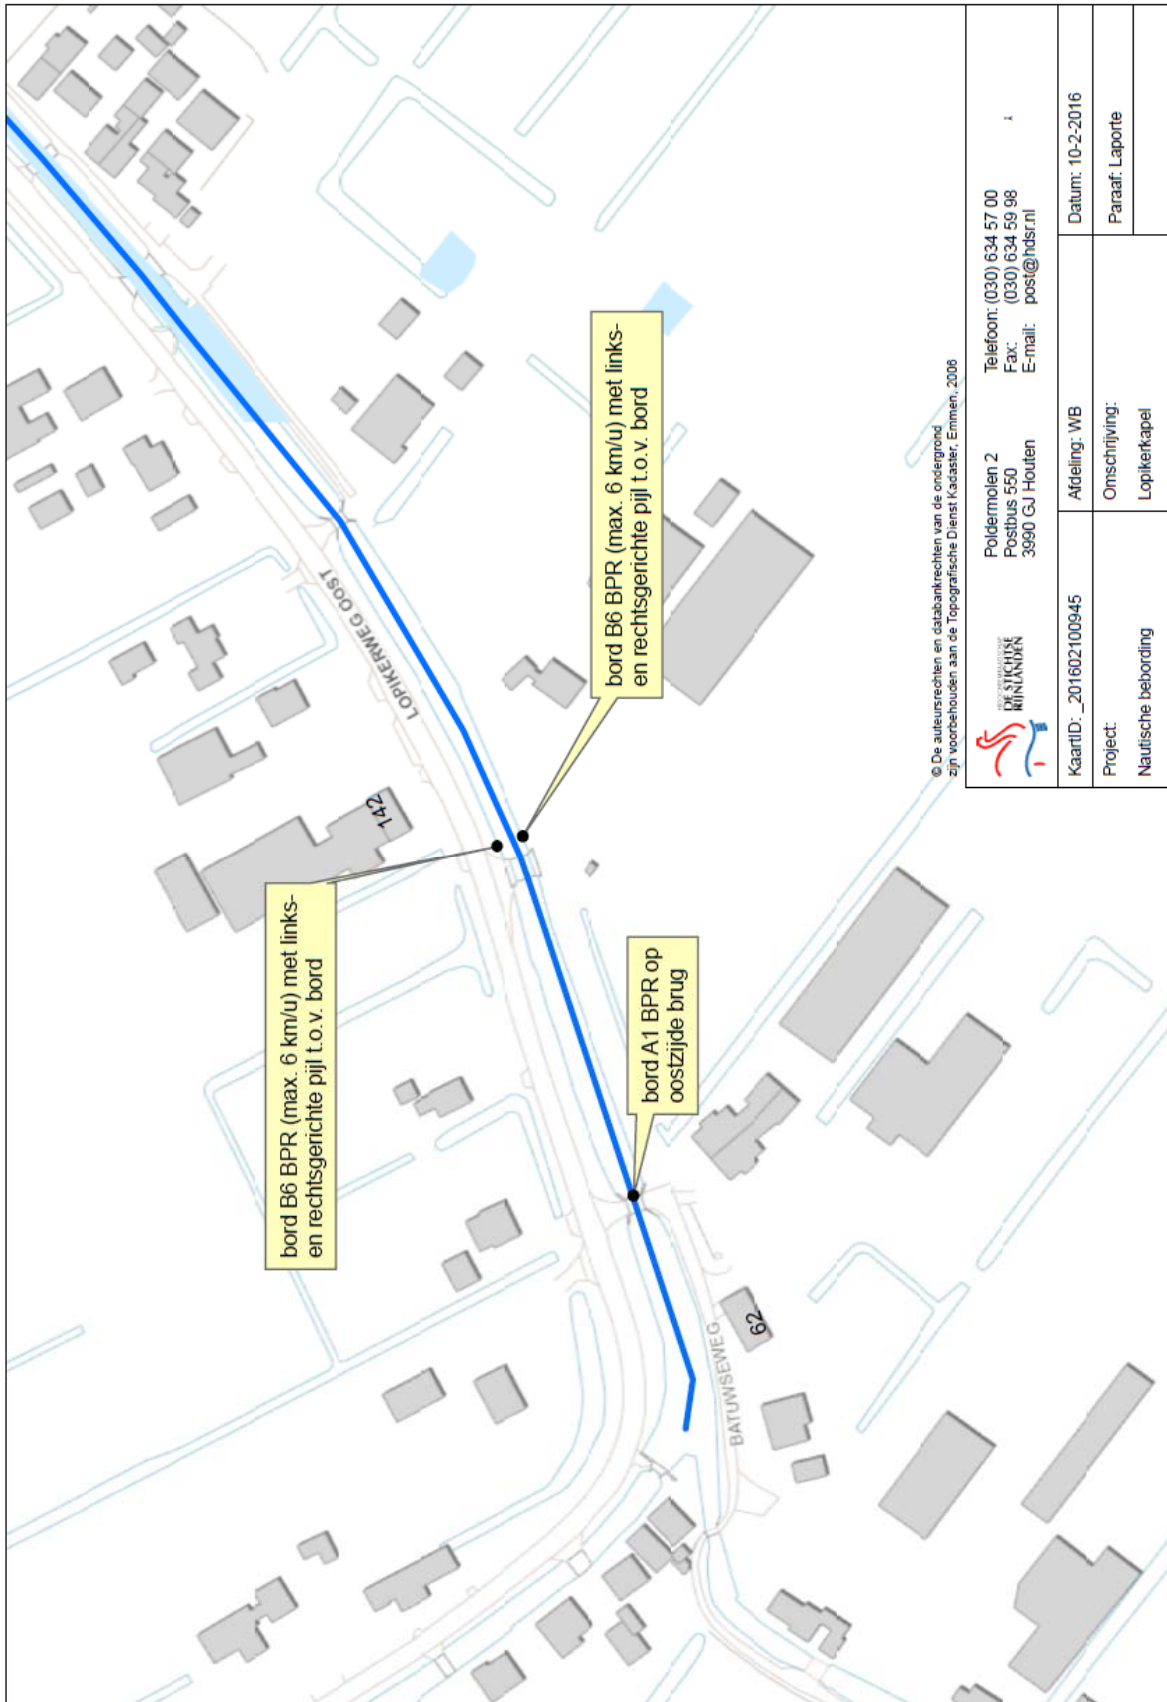 bord B6 BPR (max. 6 km/u) met links-
en rechtsgerichte pijl t.o.v. bord
142
LOPIKERWEG OOST
bord B6 BPR (max. 6 km/u) met links-
en rechtsgerichte pijl t.o.v. bord
bord A1 BPR op
oostzijde brug
BATUWSEWEG
62
© De auteursrechten en databankrechten van de ondergrond
zijn voorbehouden aan de Topografische Dienst Kadaster, Emmen, 2006
HOOGHEEMRAADSCHAP
DE STICHTSE
RIJNLANDEN
Poldermolen 2
Postbus 550
3990 GJ Houten
Telefoon: (030) 634 57 00
Fax: (030) 634 59 98
E-mail: post@hdsr.nl
KaartID: _201602100945
Afdeling: WB
Datum: 10-2-2016
Project:
Nautische bebording
Omschrijving:
Lopikerkapel
Paraaf: Laporte